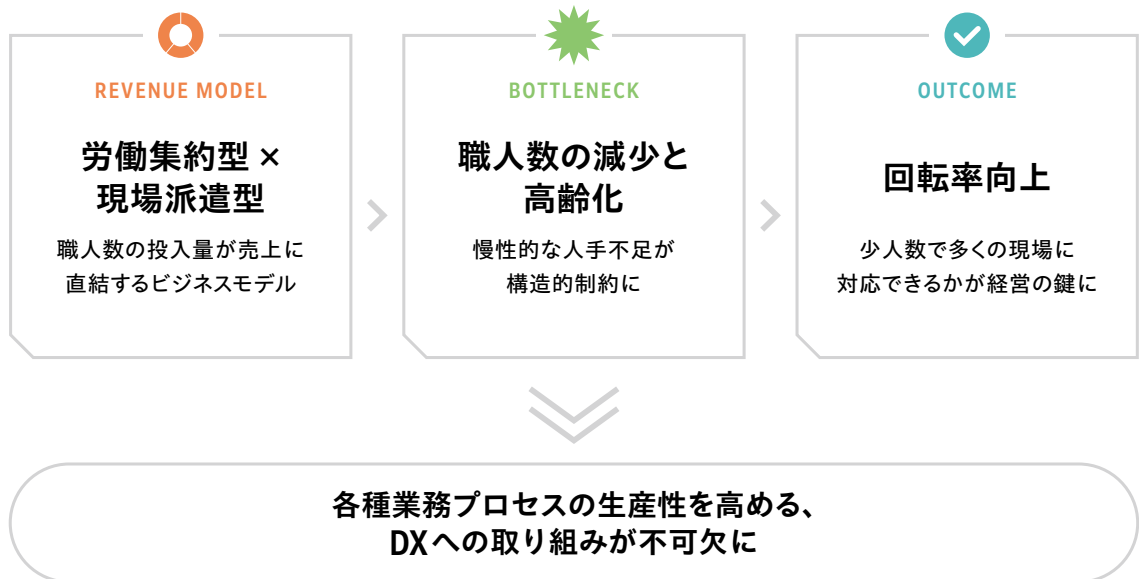 REVENUE MODEL
労働集約型 ×
現場派遣型
職人数の投入量が売上に
直結するビジネスモデル
BOTTLENECK
職人数の減少と
高齢化
慢性的な人手不足が
構造的制約に
OUTCOME
回転率向上
少人数で多くの現場に
対応できるかが経営の鍵に
各種業務プロセスの生産性を高める、
DXへの取り組みが不可欠に